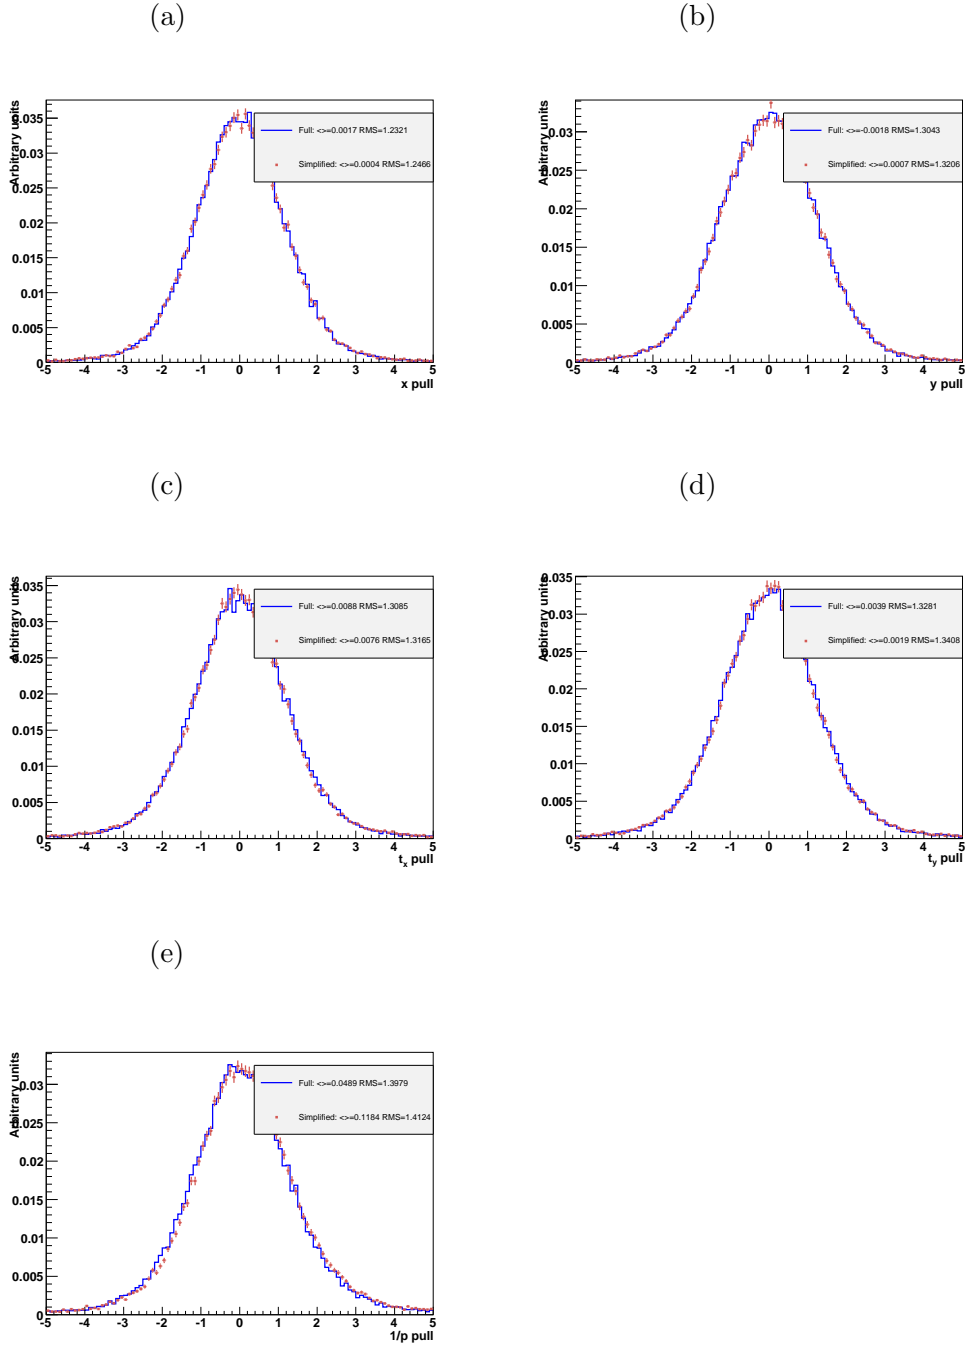 (a)
Arbitrary units
0.035
0.03
0.025
0.02
0.015
0.01
0.005
0
Full: <>=0.0017 RMS=1.2321
Simplified: <>=0.0004 RMS=1.2466
-5 -4 -3 -2 -1 0 1 2 3 4 5
x pull
(b)
Arbitrary units
0.03
0.025
0.02
0.015
0.01
0.005
0
Full: <>=-0.0018 RMS=1.3043
Simplified: <>=0.0007 RMS=1.3206
-5 -4 -3 -2 -1 0 1 2 3 4 5
y pull
(c)
Arbitrary units
0.035
0.03
0.025
0.02
0.015
0.01
0.005
0
Full: <>=0.0088 RMS=1.3085
Simplified: <>=0.0076 RMS=1.3165
-5 -4 -3 -2 -1 0 1 2 3 4 5
t_x pull
(d)
Arbitrary units
0.035
0.03
0.025
0.02
0.015
0.01
0.005
0
Full: <>=0.0039 RMS=1.3281
Simplified: <>=0.0019 RMS=1.3408
-5 -4 -3 -2 -1 0 1 2 3 4 5
t_y pull
(e)
Arbitrary units
0.03
0.025
0.02
0.015
0.01
0.005
0
Full: <>=0.0489 RMS=1.3979
Simplified: <>=0.1184 RMS=1.4124
-5 -4 -3 -2 -1 0 1 2 3 4 5
1/p pull